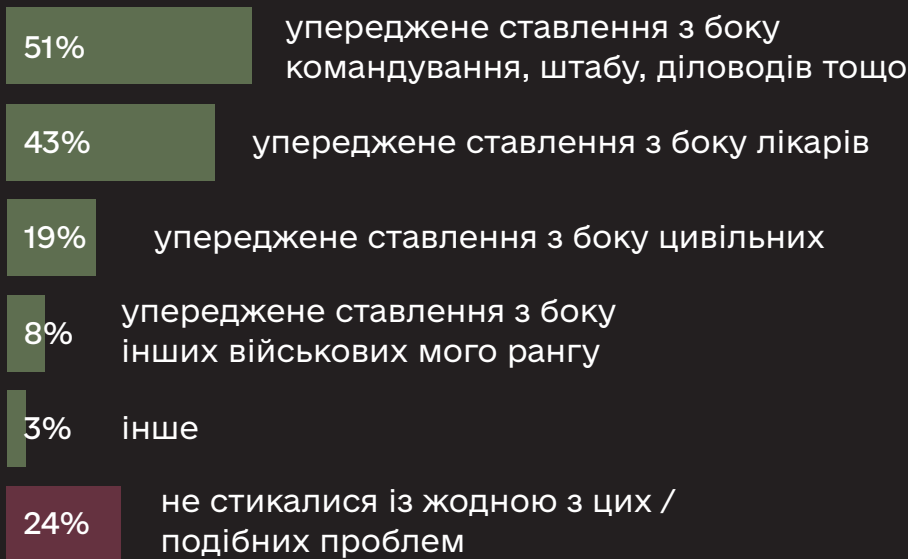 51%
упереджене ставлення з боку
командування, штабу, діловодів тощо
43%
упереджене ставлення з боку лікарів
19%
упереджене ставлення з боку цивільних
8%
упереджене ставлення з боку
інших військових мого рангу
3%
інше
24%
не стикалися із жодною з цих /
подібних проблем